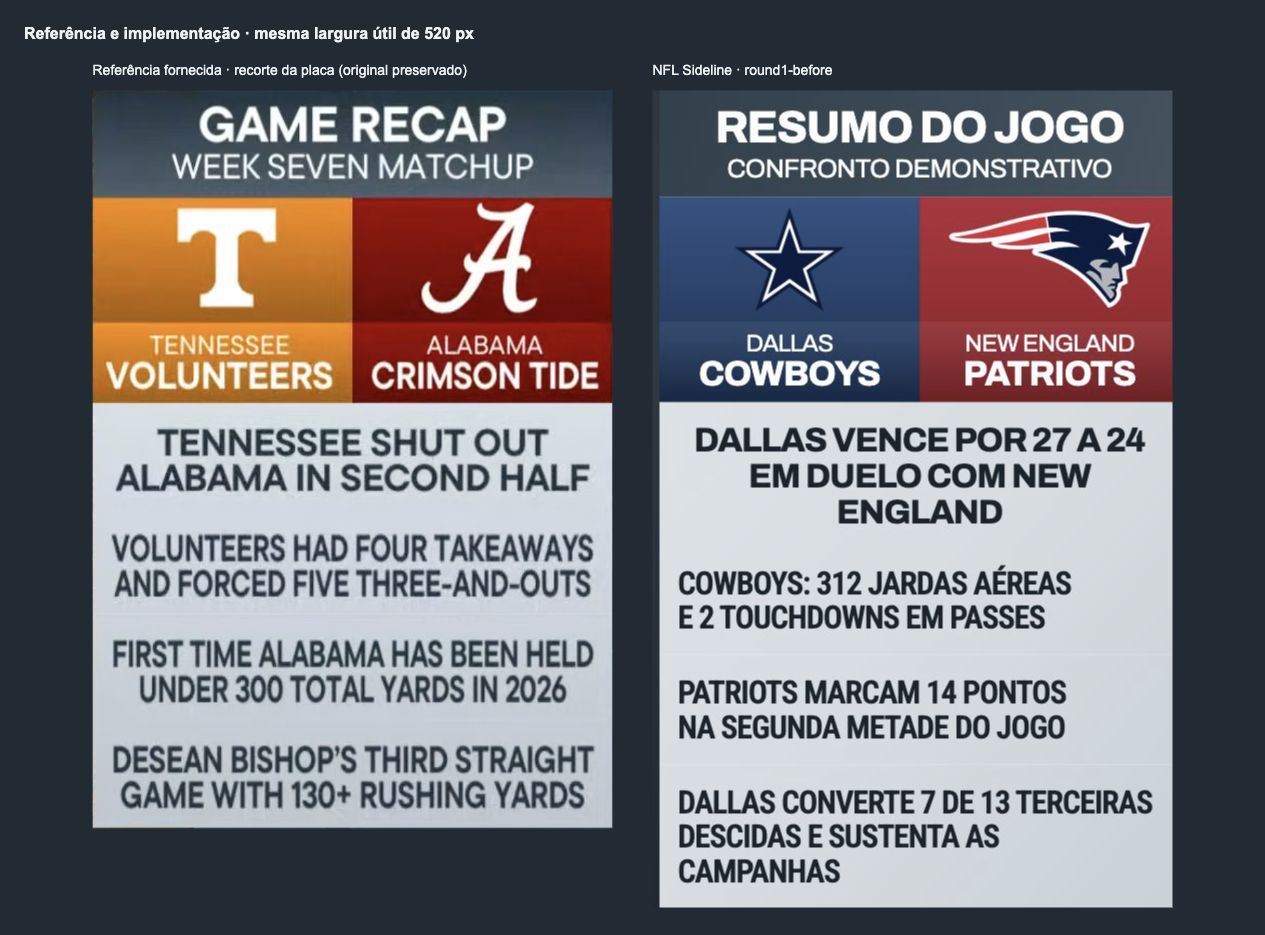 Referência e implementação · mesma largura útil de 520 px
Referência fornecida · recorte da placa (original preservado)
GAME RECAP
WEEK SEVEN MATCHUP
T
A
TENNESSEE
VOLUNTEERS
ALABAMA
CRIMSON TIDE
TENNESSEE SHUT OUT
ALABAMA IN SECOND HALF
VOLUNTEERS HAD FOUR TAKEAWAYS
AND FORCED FIVE THREE-AND-OUTS
FIRST TIME ALABAMA HAS BEEN HELD
UNDER 300 TOTAL YARDS IN 2026
DESEAN BISHOP'S THIRD STRAIGHT
GAME WITH 130+ RUSHING YARDS
NFL Sideline · round1-before
RESUMO DO JOGO
CONFRONTO DEMONSTRATIVO
DALLAS
COWBOYS
NEW ENGLAND
PATRIOTS
DALLAS VENCE POR 27 A 24
EM DUELO COM NEW
ENGLAND
COWBOYS: 312 JARDAS AÉREAS
E 2 TOUCHDOWNS EM PASSES
PATRIOTS MARCAM 14 PONTOS
NA SEGUNDA METADE DO JOGO
DALLAS CONVERTE 7 DE 13 TERCEIRAS
DESCIDAS E SUSTENTA AS
CAMPANHAS